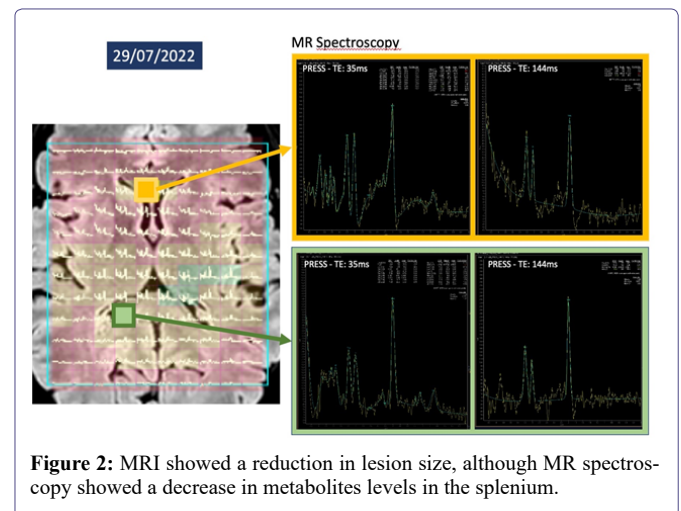 29/07/2022
MR Spectroscopy
PRESS - TE: 35ms
PRESS - TE: 144ms
PRESS - TE: 35ms
PRESS - TE: 144ms
Figure 2: MRI showed a reduction in lesion size, although MR spectros-
copy showed a decrease in metabolites levels in the splenium.